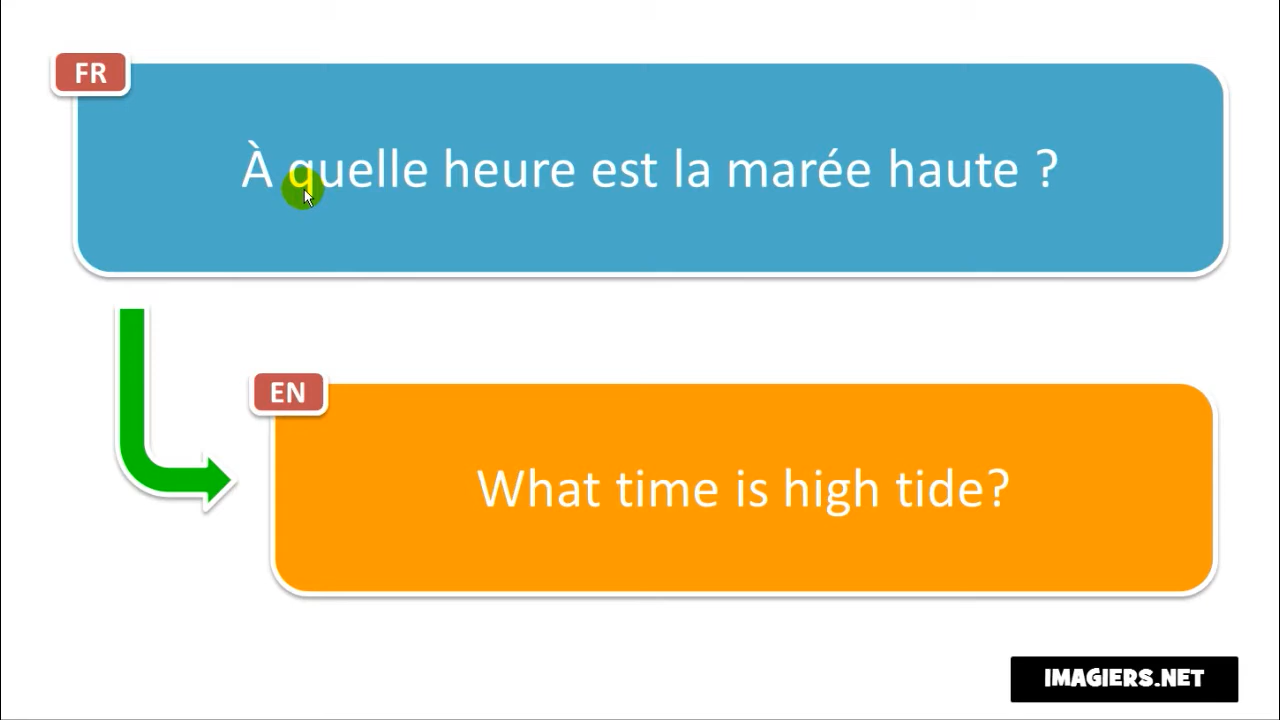 FR
À quelle heure est la marée haute ?
EN
What time is high tide?
IMAGIERS.NET